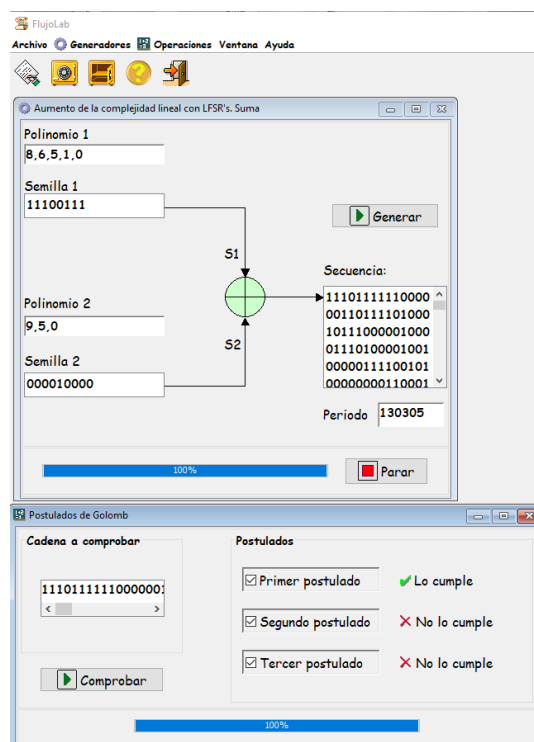 FlujoLab
Archivo Generadores Operaciones Ventana Ayuda
Aumento de la complejidad lineal con LFSR's. Suma
Polinomio 1
8,6,5,1,0
Semilla 1
11100111
Generar
S1
Secuencia:
11101111110000
00110111101000
10111000001000
01110100001001
00000111100101
00000000110001
Polinomio 2
9,5,0
S2
Semilla 2
000010000
Periodo 130305
100%
Parar
Postulados de Golomb
Cadena a comprobar
Postulados
1110111111000001
Primer postulado Lo cumple
Segundo postulado No lo cumple
Tercer postulado No lo cumple
Comprobar
100%